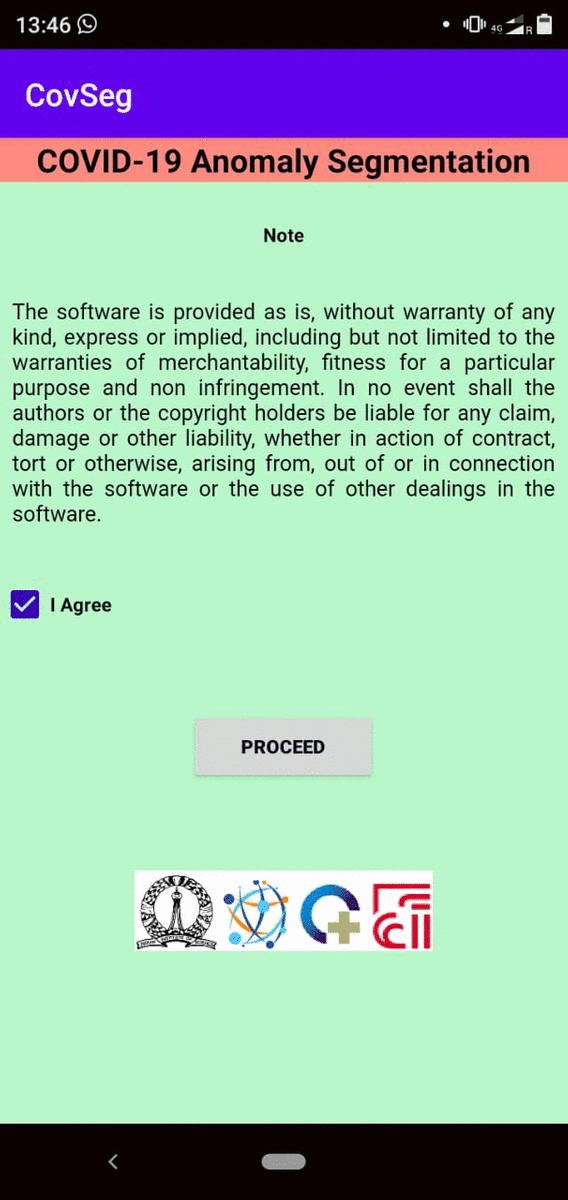 13:46
4G R
CovSeg
COVID-19 Anomaly Segmentation
Note
The software is provided as is, without warranty of any
kind, express or implied, including but not limited to the
warranties of merchantability, fitness for a particular
purpose and non infringement. In no event shall the
authors or the copyright holders be liable for any claim,
damage or other liability, whether in action of contract,
tort or otherwise, arising from, out of or in connection
with the software or the use of other dealings in the
software.
I Agree
PROCEED